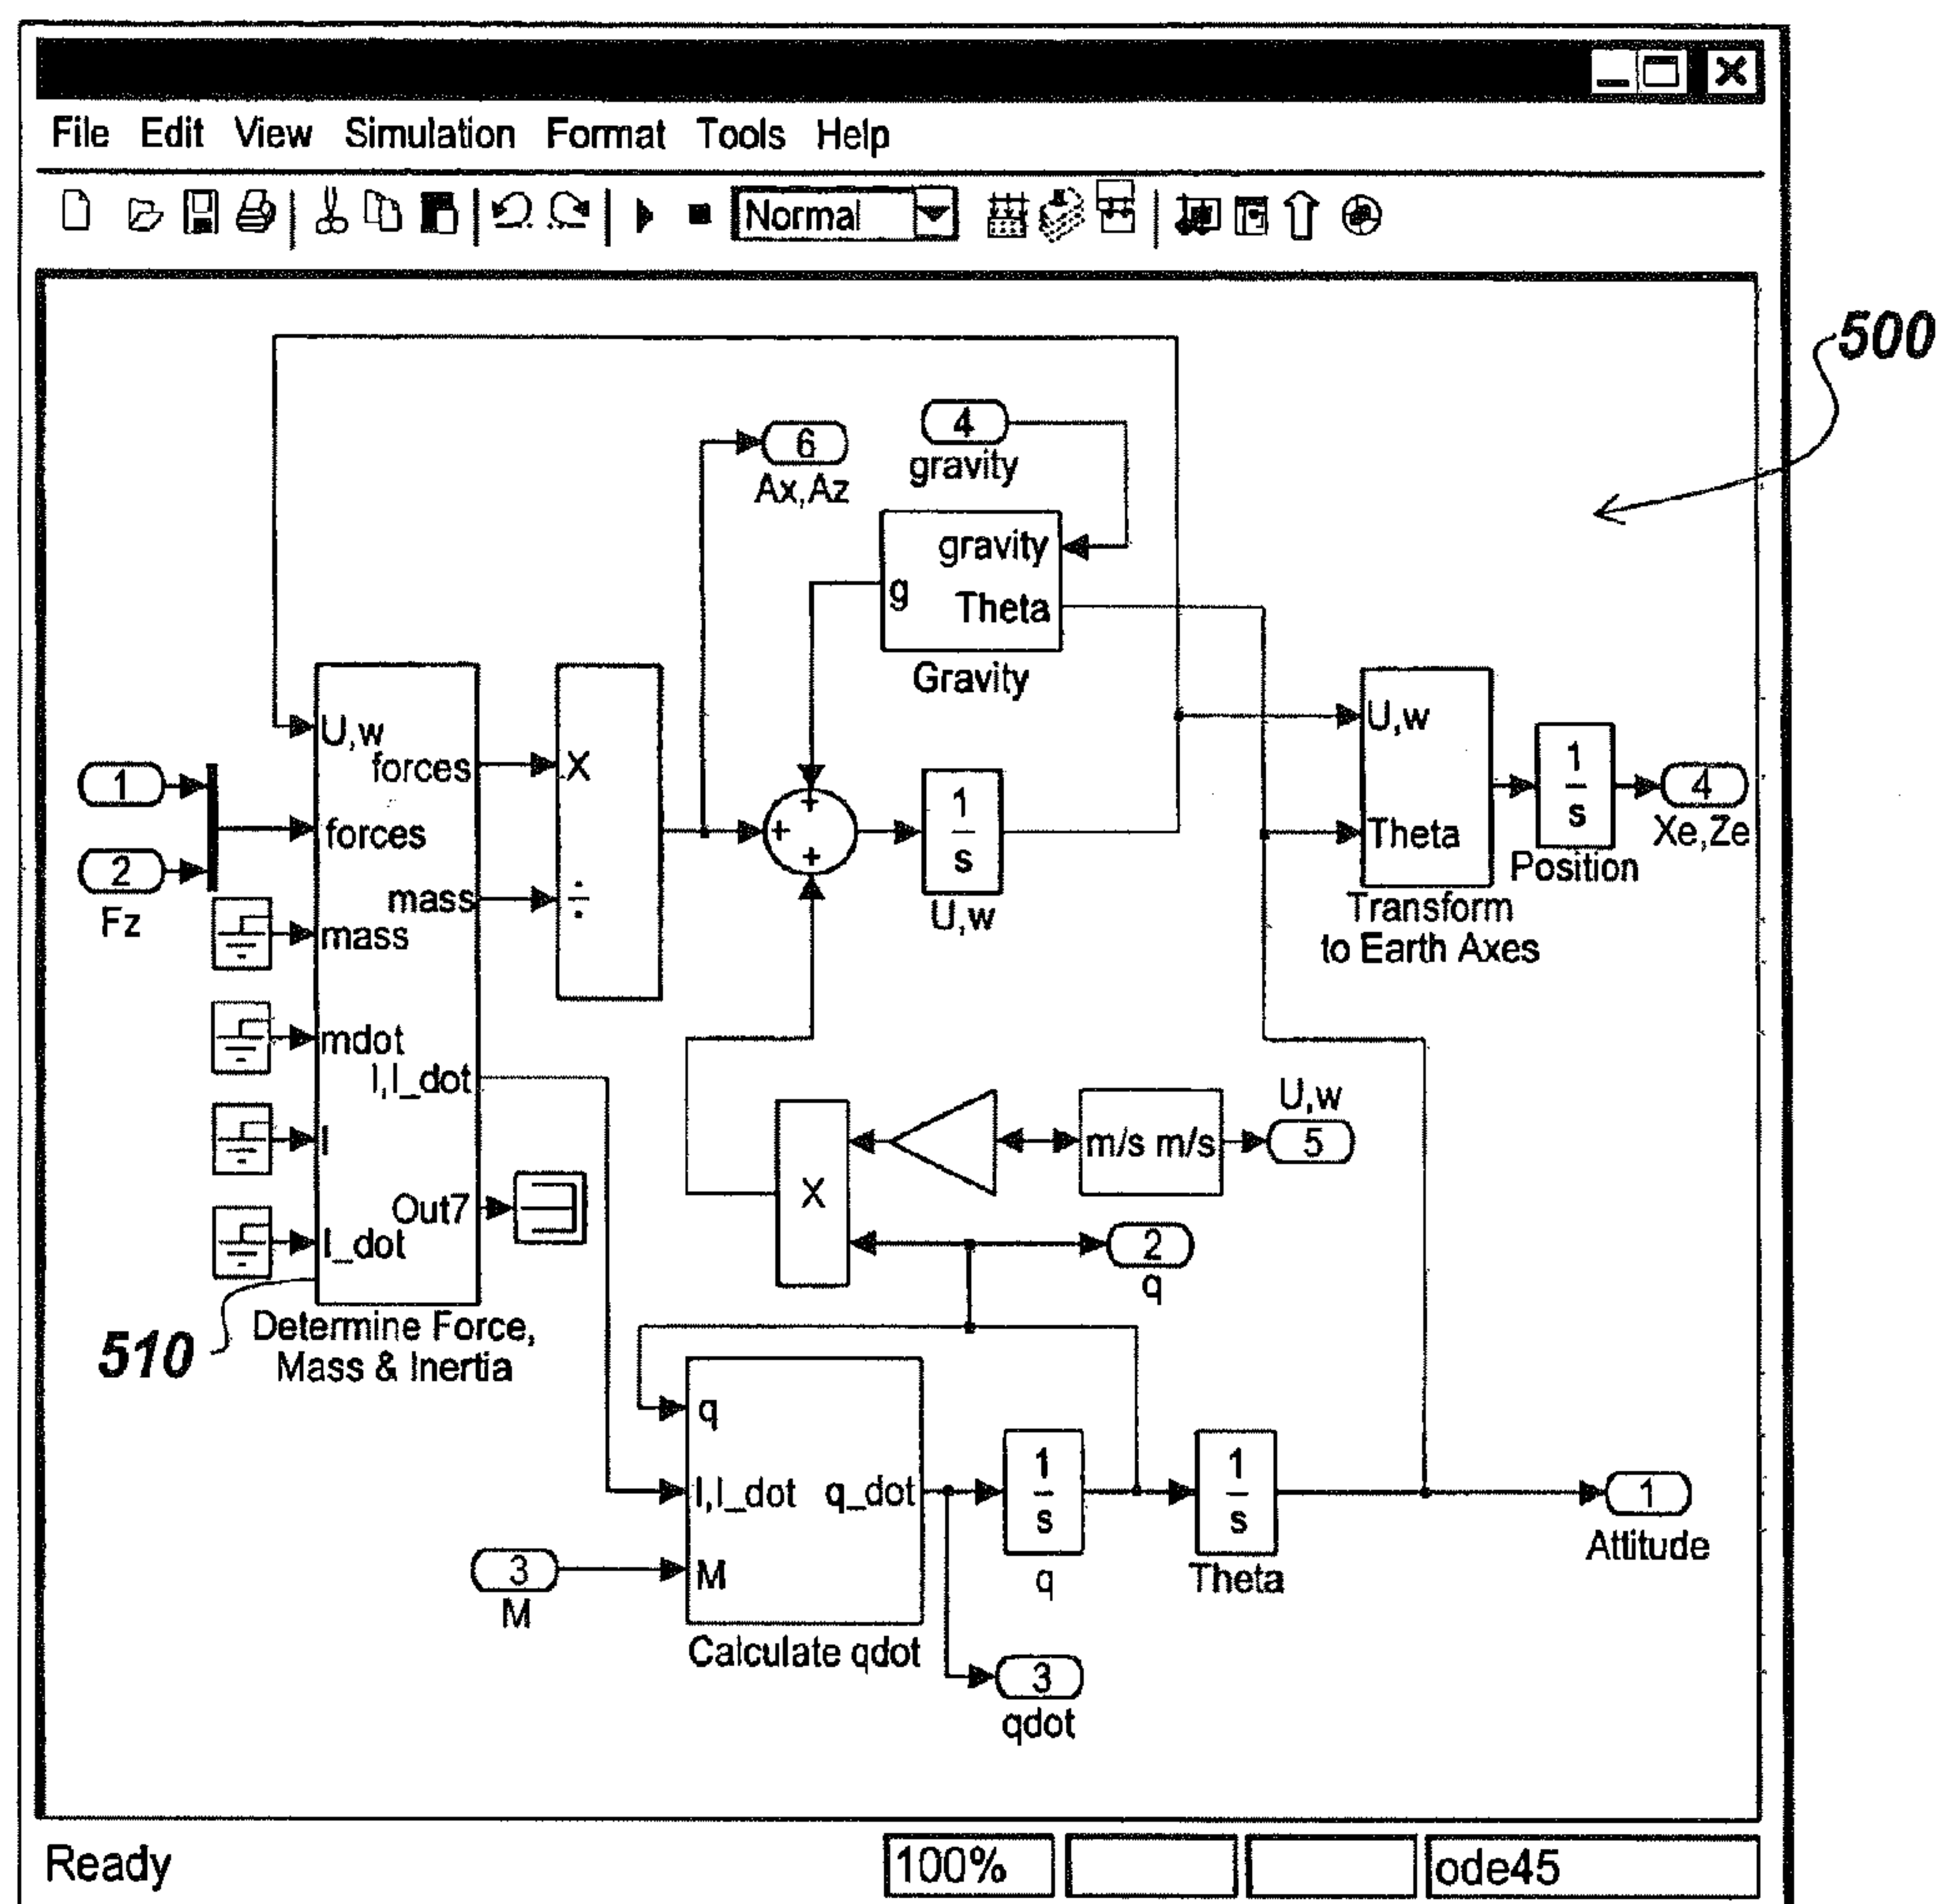 File Edit View Simulation Format Tools Help
Normal
500
6
Ax,Az
4
gravity
gravity
g
Theta
Gravity
U,w
forces
X
1
forces
2
Fz
mass
÷
mass
+
+
+
1
s
U,w
U,w
Theta
Transform
to Earth Axes
1
s
Position
4
Xe,Ze
mdot
I,I_dot
I
Out7
I_dot
510
Determine Force,
Mass & Inertia
X
m/s m/s
U,w
5
2
q
q
I,I_dot
q_dot
M
Calculate qdot
3
M
1
s
q
1
s
Theta
1
Attitude
3
qdot
Ready
100%
ode45